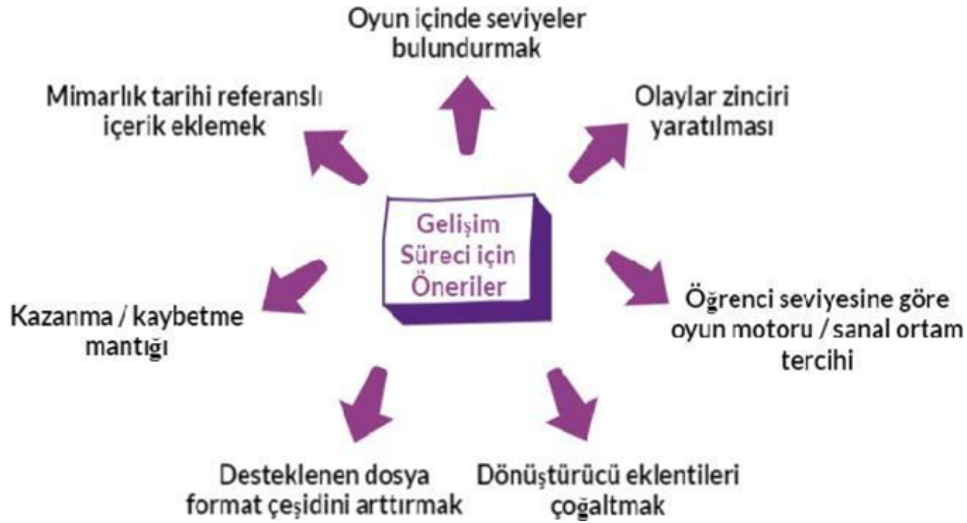 Oyun içinde seviyeler
bulundurmak
Mimarlık tarihi referanslı
içerik eklemek
Olaylar zinciri
yaratılması
Gelişim
Süreci için
Öneriler
Kazanma / kaybetme
mantığı
Öğrenci seviyesine göre
oyun motoru / sanal ortam
tercihi
Desteklenen dosya
format çeşidini arttırmak
Dönüştürücü eklentileri
çoğaltmak